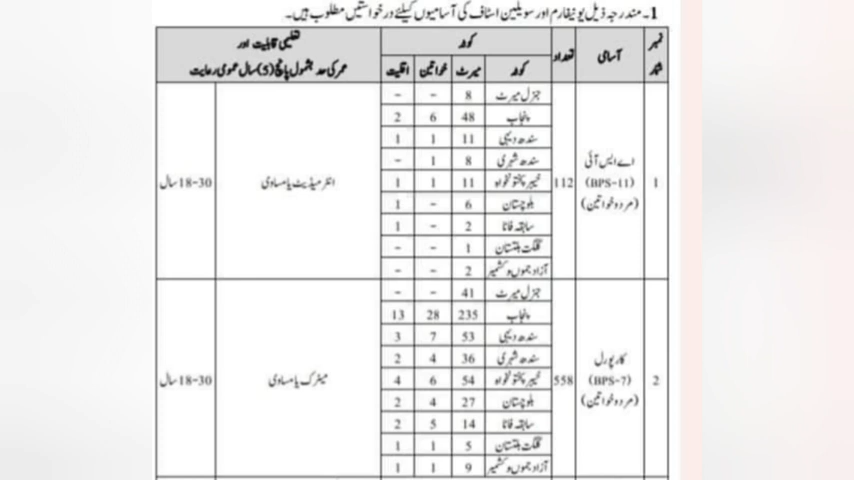 1۔ مندرجہ ذیل یونیفارم اور سویلین اسٹاف کی آسامیوں کیلئے درخواستیں مطلوب ہیں۔
نمبر شمار | آسامی | تعداد | کوٹہ | تعلیمی قابلیت اور عمر کی حد بشمول پانچ (5) سال عمومی رعایت
کوٹہ | میرٹ | خواتین | اقلیت
1 | اے ایس آئی (BPS-11) (مرد و خواتین) | 112 | انٹرمیڈیٹ یا مساوی | 18-30 سال
جنرل میرٹ | 8 | - | -
پنجاب | 48 | 6 | 2
سندھ دیہی | 11 | 1 | 1
سندھ شہری | 8 | 1 | -
خیبر پختونخواہ | 11 | 1 | 1
بلوچستان | 6 | - | 1
سابقہ فاٹا | 2 | - | 1
گلگت بلتستان | 1 | - | -
آزاد جموں و کشمیر | 2 | - | -
2 | کارپورل (BPS-7) (مرد و خواتین) | 558 | میٹرک یا مساوی | 18-30 سال
جنرل میرٹ | 41 | - | -
پنجاب | 235 | 28 | 13
سندھ دیہی | 53 | 7 | 3
سندھ شہری | 36 | 4 | 2
خیبر پختونخواہ | 54 | 6 | 4
بلوچستان | 27 | 4 | 2
سابقہ فاٹا | 14 | 5 | 2
گلگت بلتستان | 5 | 1 | 1
آزاد جموں و کشمیر | 9 | 1 | 1